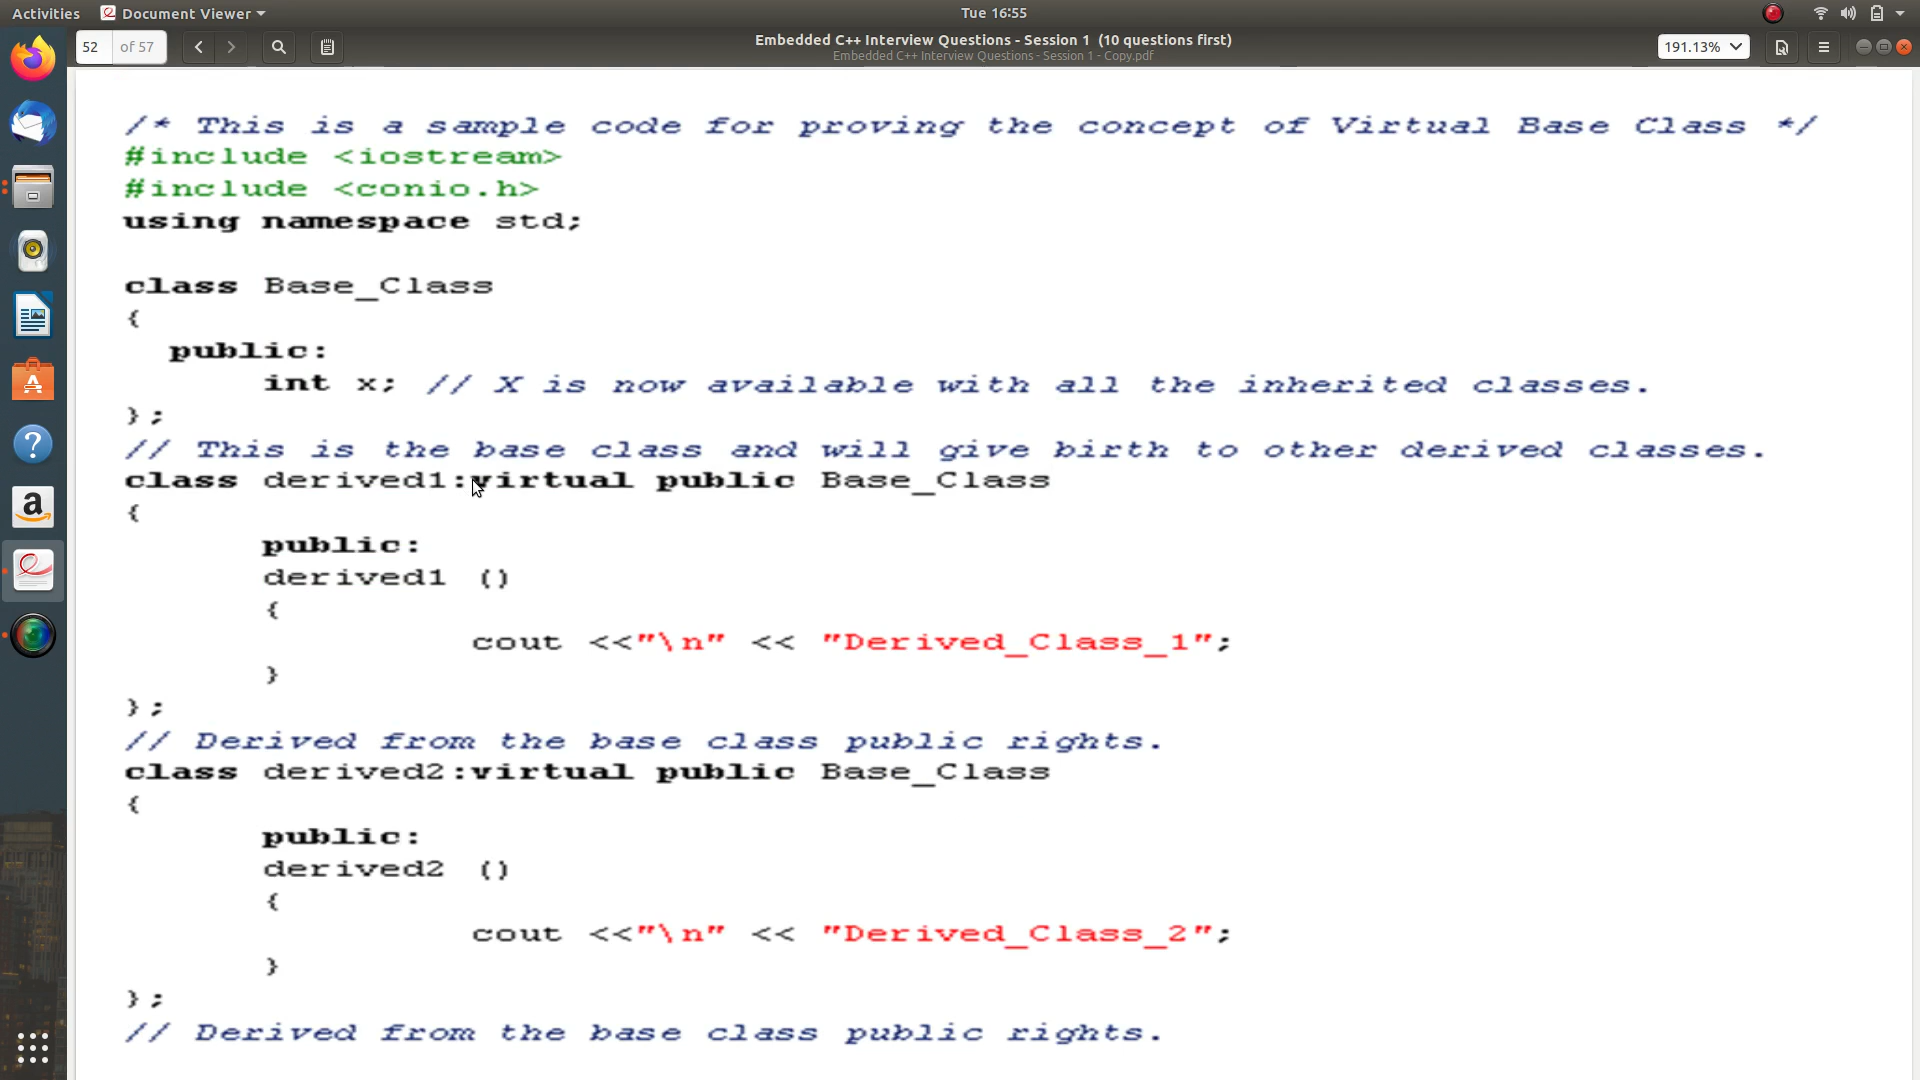 Activities Document Viewer Tue 16:55
52 of 57 Embedded C++ Interview Questions - Session 1 (10 questions first) 191.13%
Embedded C++ Interview Questions - Session 1 - Copy.pdf
/* This is a sample code for proving the concept of Virtual Base Class */
#include <iostream>
#include <conio.h>
using namespace std;
class Base_Class
{
public:
int x; // X is now available with all the inherited classes.
};
// This is the base class and will give birth to other derived classes.
class derived1:virtual public Base_Class
{
public:
derived1 ()
{
cout <<"\n" << "Derived_Class_1";
}
};
// Derived from the base class public rights.
class derived2:virtual public Base_Class
{
public:
derived2 ()
{
cout <<"\n" << "Derived_Class_2";
}
};
// Derived from the base class public rights.